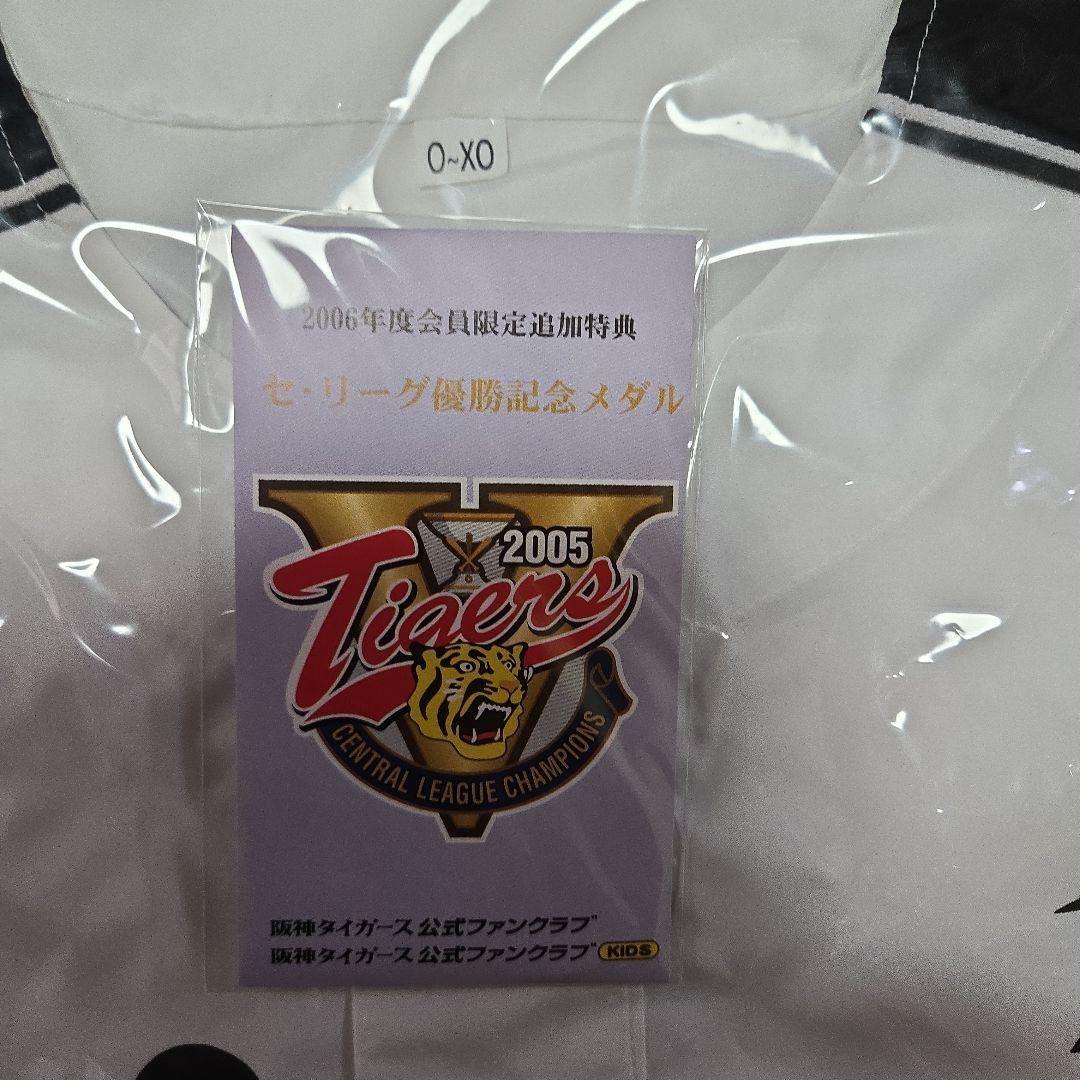 O~XO
2006年度会員限定追加特典
セ・リーグ優勝記念メダル
2005
Tigers
CENTRAL LEAGUE CHAMPIONS
阪神タイガース 公式ファンクラブ
阪神タイガース 公式ファンクラブ KIDS